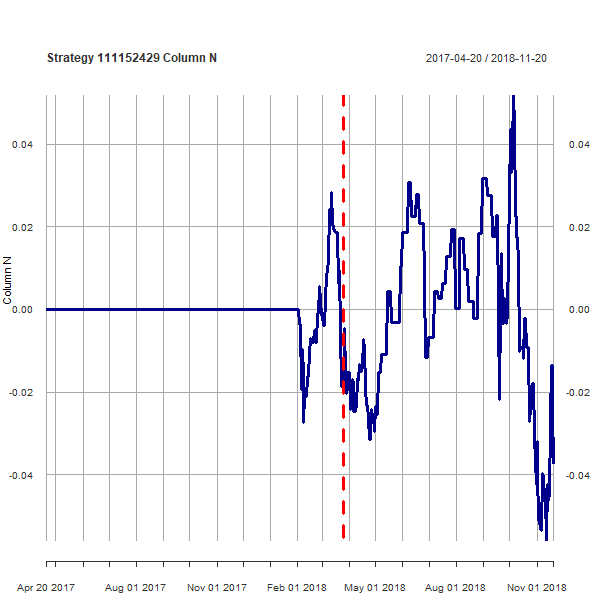 Strategy 111152429 Column N
2017-04-20 / 2018-11-20
0.04 0.04
0.02 0.02
0.00 0.00
-0.02 -0.02
-0.04 -0.04
Column N
Apr 20 2017 Aug 01 2017 Nov 01 2017 Feb 01 2018 May 01 2018 Aug 01 2018 Nov 01 2018